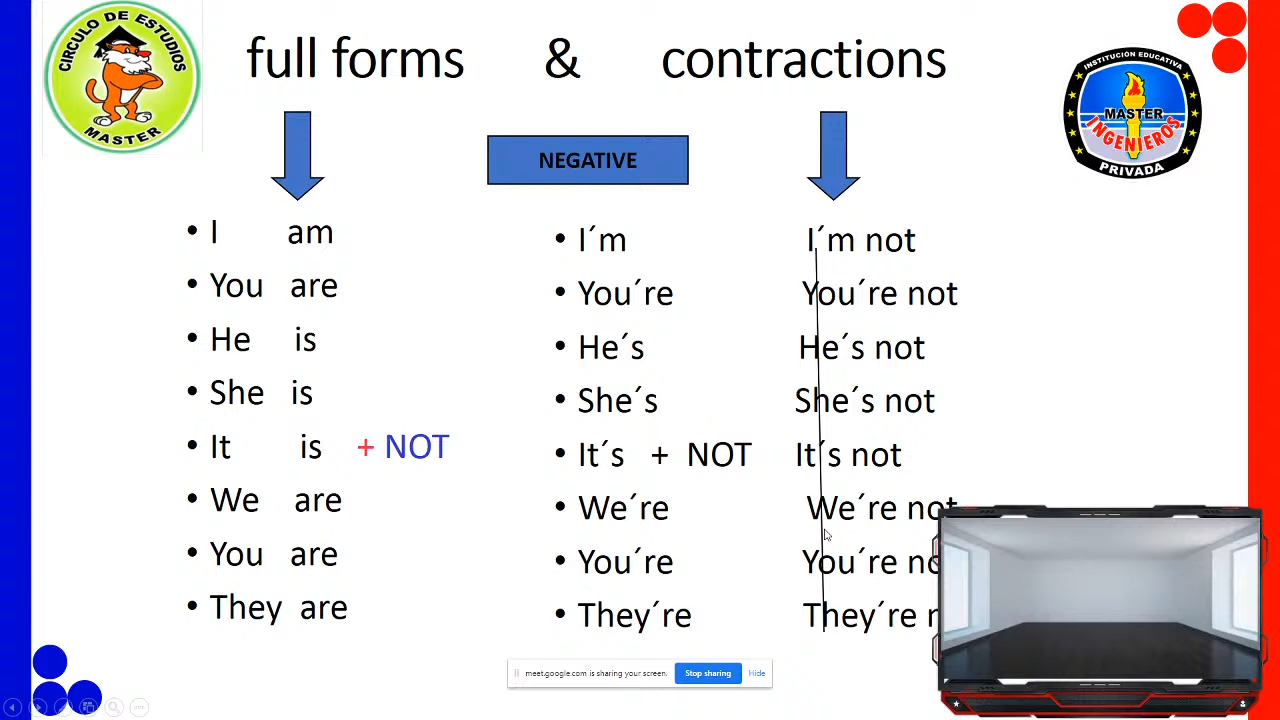 CIRCULO DE ESTUDIOS
MASTER
full forms & contractions
INSTITUCIÓN EDUCATIVA
MASTER
INGENIEROS
PRIVADA
NEGATIVE
• I am
• You are
• He is
• She is
• It is + NOT
• We are
• You are
• They are
• I´m I´m not
• You´re You´re not
• He´s He´s not
• She´s She´s not
• It´s + NOT It´s not
• We´re We´re not
• You´re You´re no
• They´re They´re n
meet.google.com is sharing your screen.
Stop sharing
Hide